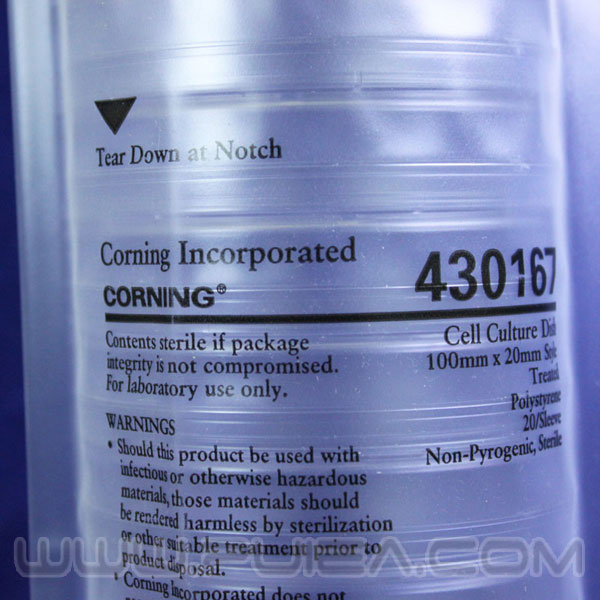 Tear Down at Notch
Corning Incorporated
CORNING®
430167
Contents sterile if package
integrity is not compromised.
For laboratory use only.
Cell Culture Dish
100mm x 20mm Style
Treated
Polystyrene
20/Sleeve
Non-Pyrogenic, Sterile
WARNINGS
• Should this product be used with
infectious or otherwise hazardous
materials, those materials should
be rendered harmless by sterilization
or other suitable treatment prior to
product disposal.
• Corning Incorporated does not